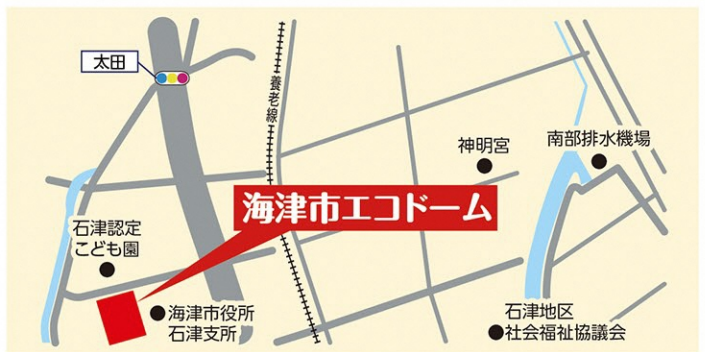 太田
養老線
神明宮
南部排水機場
海津市エコドーム
石津認定
こども園
海津市役所
石津支所
石津地区
社会福祉協議会